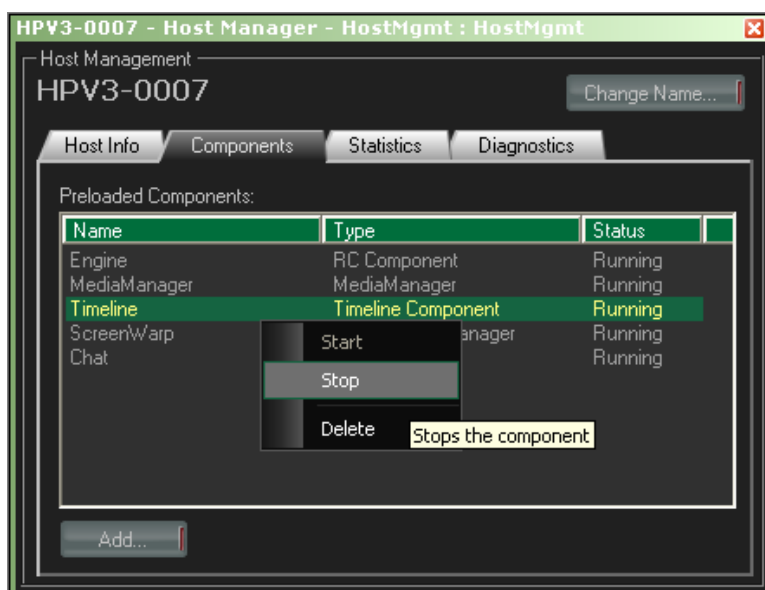 HPV3-0007 - Host Manager - HostMgmt : HostMgmt
Host Management
HPV3-0007
Change Name...
Host Info Components Statistics Diagnostics
Preloaded Components:
Name Type Status
Engine RC Component Running
MediaManager MediaManager Running
Timeline Timeline Component Running
ScreenWarp anager Running
Chat Running
Start
Stop
Delete
Stops the component
Add...